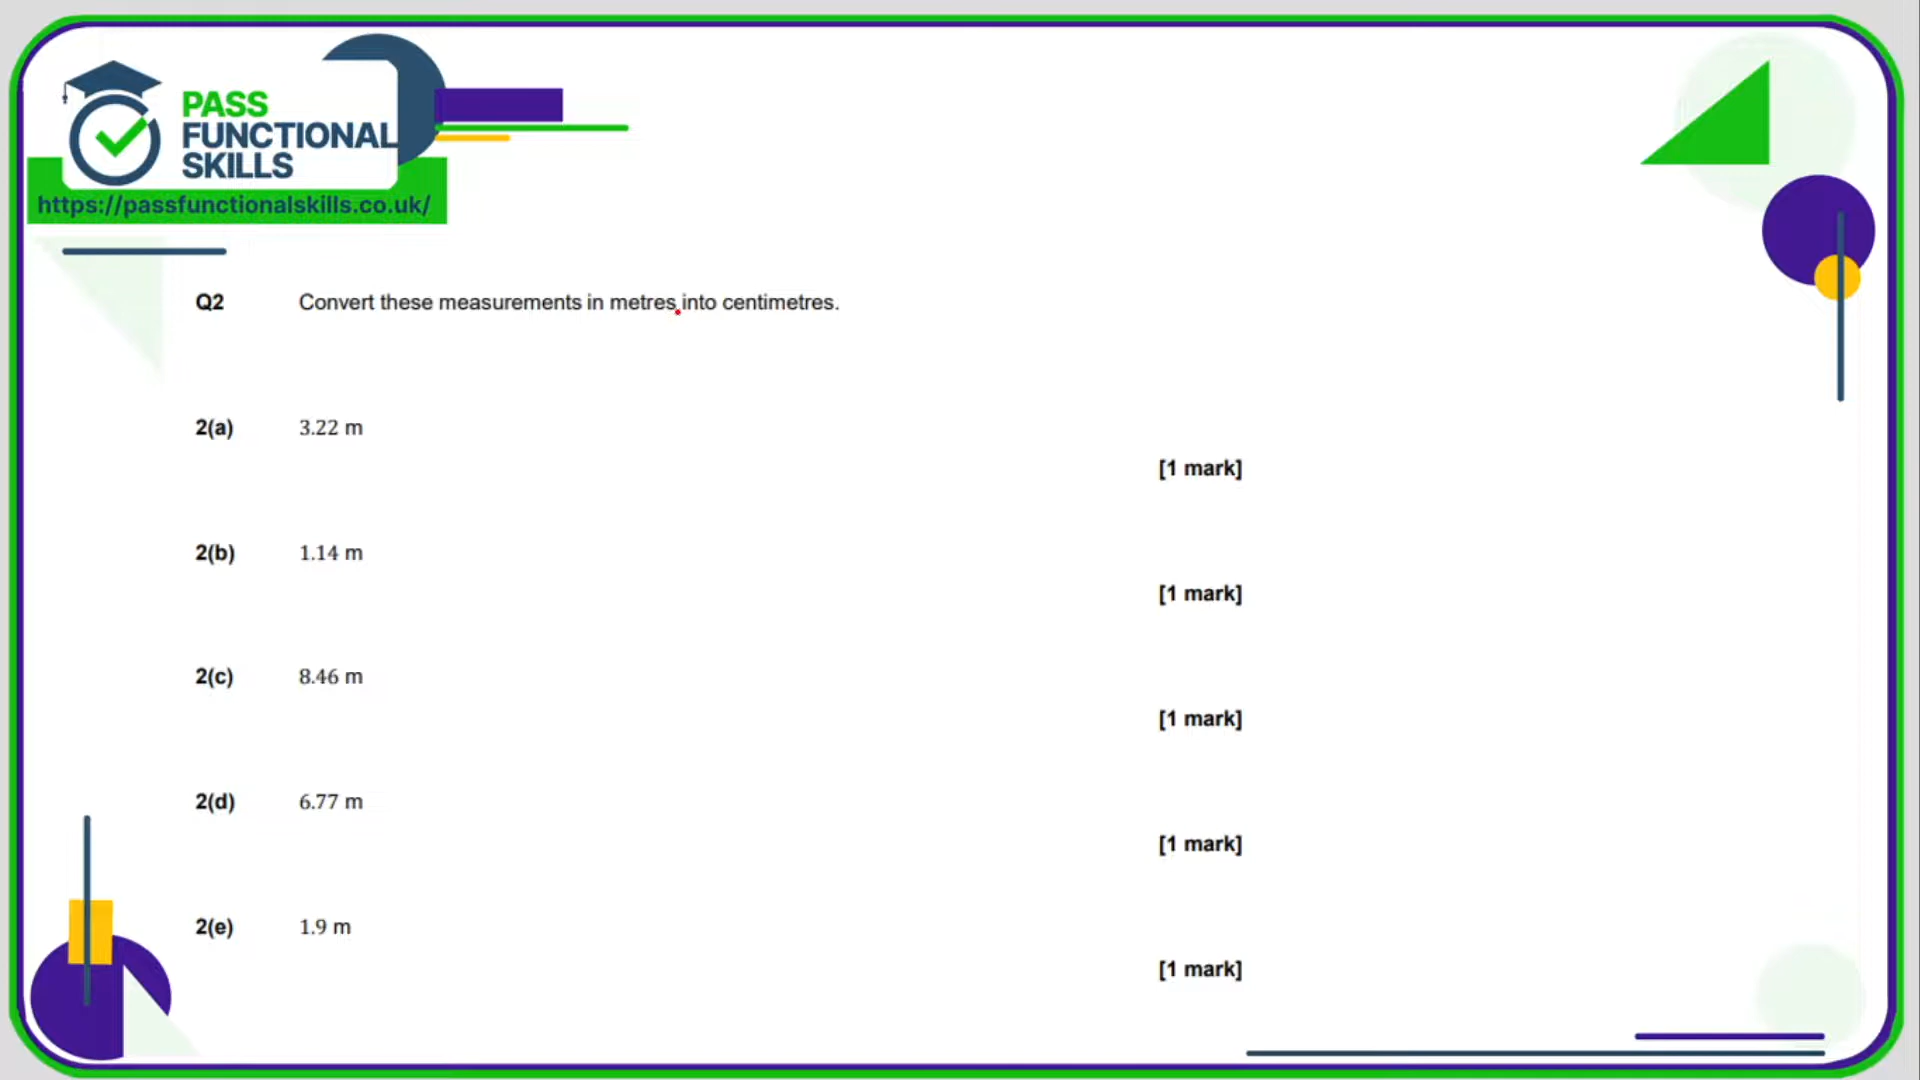 PASS
FUNCTIONAL
SKILLS
https://passfunctionalskills.co.uk/
Q2 Convert these measurements in metres into centimetres.
2(a) 3.22 m
[1 mark]
2(b) 1.14 m
[1 mark]
2(c) 8.46 m
[1 mark]
2(d) 6.77 m
[1 mark]
2(e) 1.9 m
[1 mark]